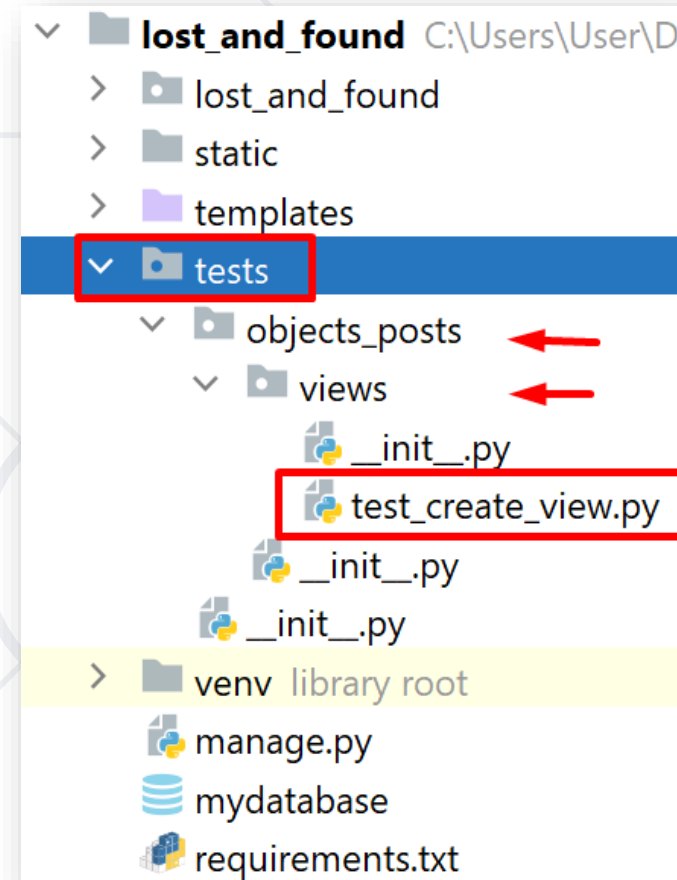 lost_and_found C:\Users\User\D
lost_and_found
static
templates
tests
objects_posts
views
__init__.py
test_create_view.py
__init__.py
__init__.py
venv library root
manage.py
mydatabase
requirements.txt